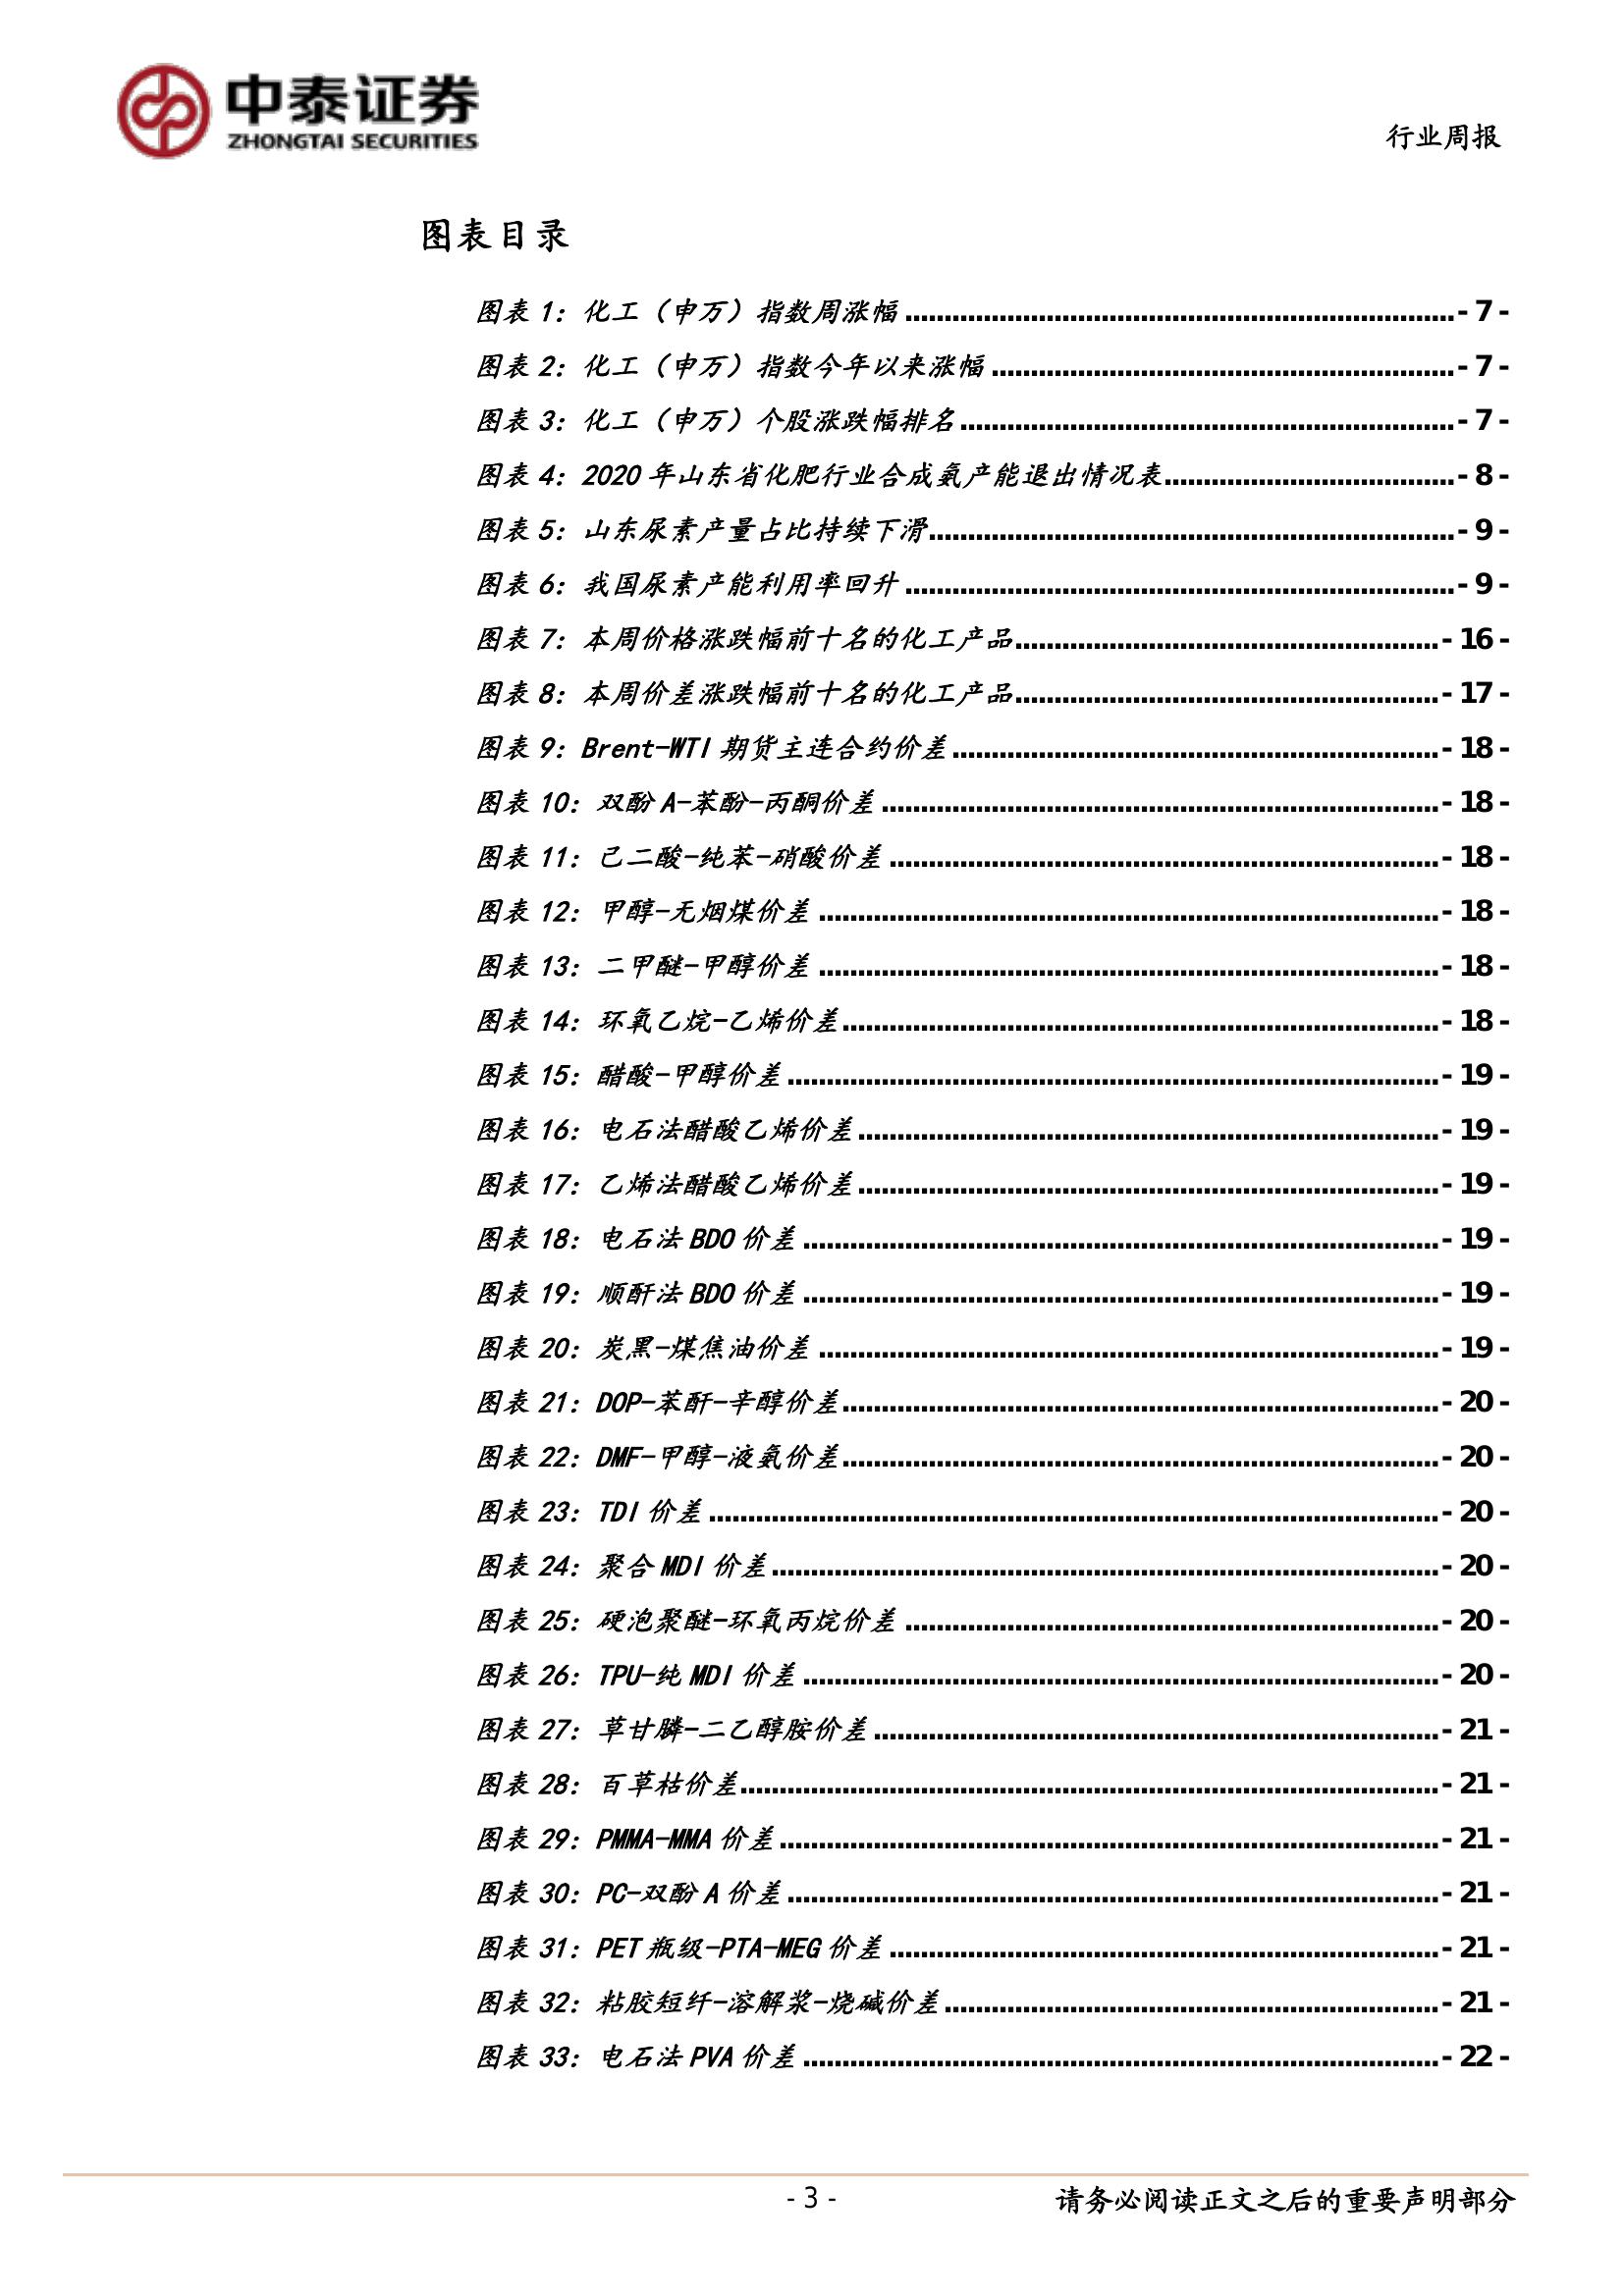 中泰证券
ZHONGTAI SECURITIES
行业周报
图表目录
图表 1：化工（申万）指数周涨幅......- 7 -
图表 2：化工（申万）指数今年以来涨幅......- 7 -
图表 3：化工（申万）个股涨跌幅排名......- 7 -
图表 4：2020 年山东省化肥行业合成氨产能退出情况表......- 8 -
图表 5：山东尿素产量占比持续下滑......- 9 -
图表 6：我国尿素产能利用率回升......- 9 -
图表 7：本周价格涨跌幅前十名的化工产品......- 16 -
图表 8：本周价差涨跌幅前十名的化工产品......- 17 -
图表 9：Brent-WTI 期货主连合约价差......- 18 -
图表 10：双酚 A-苯酚-丙酮价差......- 18 -
图表 11：己二酸-纯苯-硝酸价差......- 18 -
图表 12：甲醇-无烟煤价差......- 18 -
图表 13：二甲醚-甲醇价差......- 18 -
图表 14：环氧乙烷-乙烯价差......- 18 -
图表 15：醋酸-甲醇价差......- 19 -
图表 16：电石法醋酸乙烯价差......- 19 -
图表 17：乙烯法醋酸乙烯价差......- 19 -
图表 18：电石法 BDO 价差......- 19 -
图表 19：顺酐法 BDO 价差......- 19 -
图表 20：炭黑-煤焦油价差......- 19 -
图表 21：DOP-苯酐-辛醇价差......- 20 -
图表 22：DMF-甲醇-液氨价差......- 20 -
图表 23：TDI 价差......- 20 -
图表 24：聚合 MDI 价差......- 20 -
图表 25：硬泡聚醚-环氧丙烷价差......- 20 -
图表 26：TPU-纯 MDI 价差......- 20 -
图表 27：草甘膦-二乙醇胺价差......- 21 -
图表 28：百草枯价差......- 21 -
图表 29：PMMA-MMA 价差......- 21 -
图表 30：PC-双酚 A 价差......- 21 -
图表 31：PET 瓶级-PTA-MEG 价差......- 21 -
图表 32：粘胶短纤-溶解浆-烧碱价差......- 21 -
图表 33：电石法 PVA 价差......- 22 -
- 3 -
请务必阅读正文之后的重要声明部分